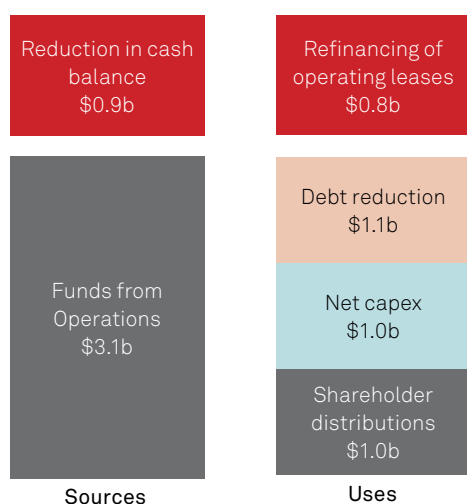 Reduction in cash
balance
$0.9b
Funds from
Operations
$3.1b
Sources
Refinancing of
operating leases
$0.8b
Debt reduction
$1.1b
Net capex
$1.0b
Shareholder
distributions
$1.0b
Uses